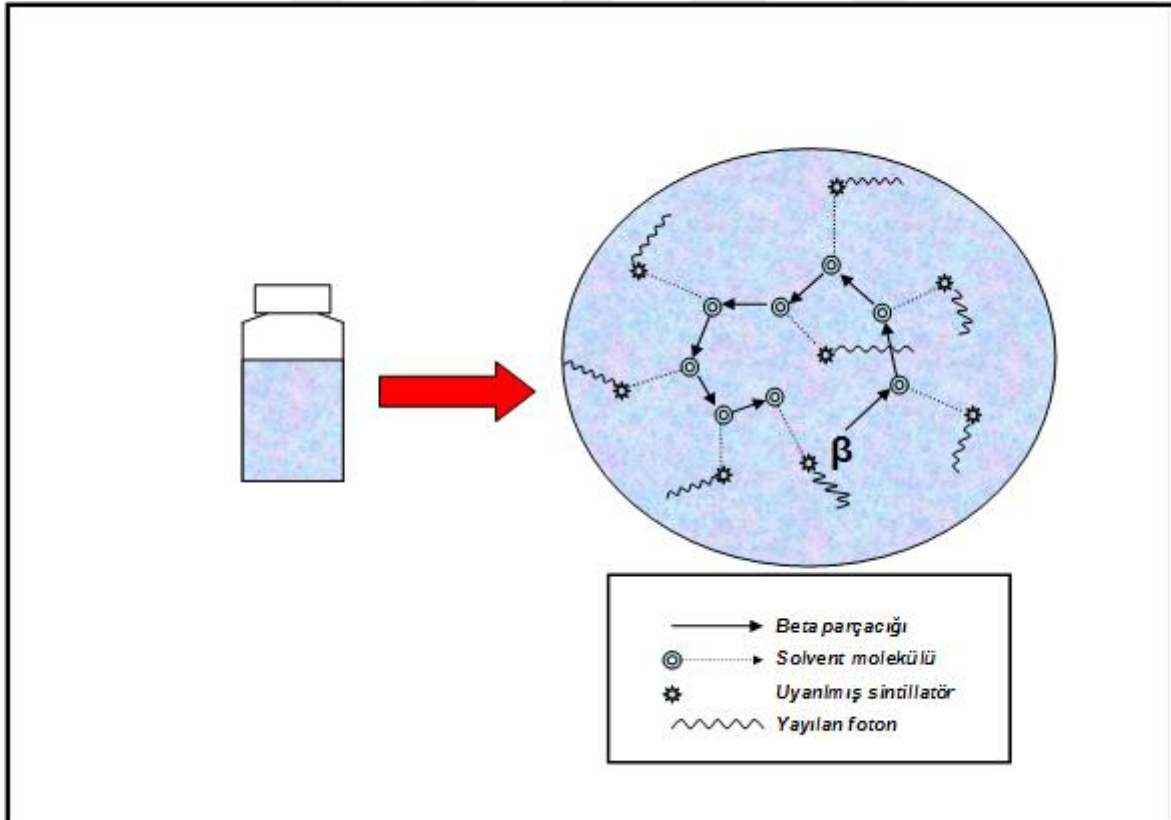 β
Beta parçacığı
Solvent molekülü
Uyarılmış sintillatör
Yayılan foton